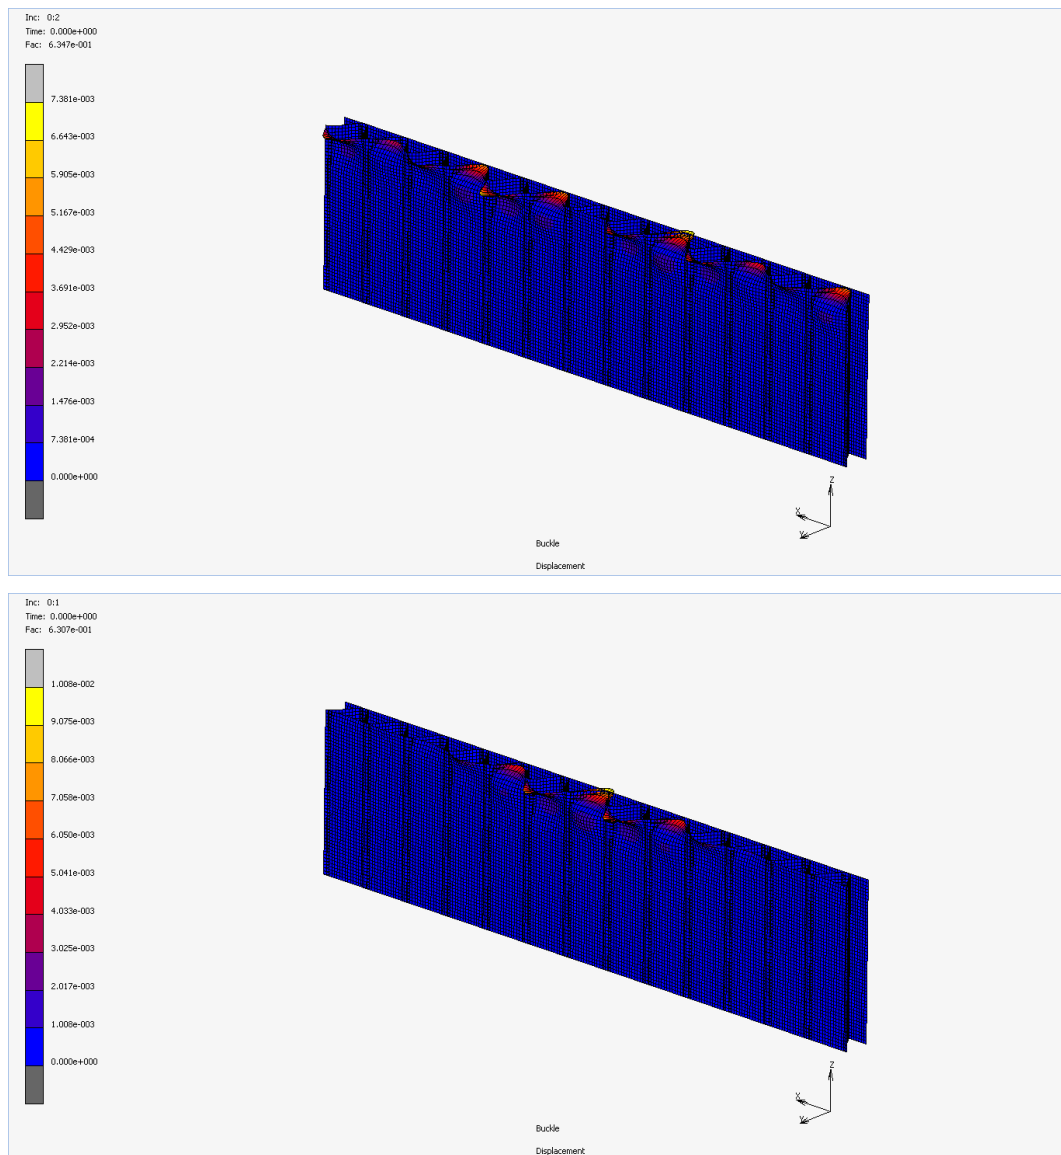 Inc: 0:2
Time: 0.000e+000
Fac: 6.347e-001
7.381e-003
6.643e-003
5.905e-003
5.167e-003
4.429e-003
3.691e-003
2.952e-003
2.214e-003
1.476e-003
7.381e-004
0.000e+000
Z
X
Y
Buckle
Displacement
Inc: 0:1
Time: 0.000e+000
Fac: 6.307e-001
1.008e-002
9.075e-003
8.066e-003
7.058e-003
6.050e-003
5.041e-003
4.033e-003
3.025e-003
2.017e-003
1.008e-003
0.000e+000
Z
X
Y
Buckle
Displacement